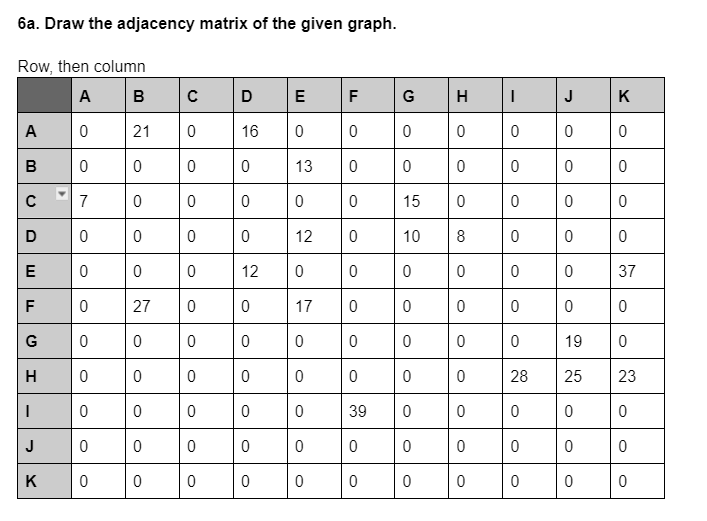 6a. Draw the adjacency matrix of the given graph.
Row, then column
A B C D E F G H I J K
A 0 21 0 16 0 0 0 0 0 0 0
B 0 0 0 0 13 0 0 0 0 0 0
C 7 0 0 0 0 0 15 0 0 0 0
D 0 0 0 0 12 0 10 8 0 0 0
E 0 0 0 12 0 0 0 0 0 0 37
F 0 27 0 0 17 0 0 0 0 0 0
G 0 0 0 0 0 0 0 0 0 19 0
H 0 0 0 0 0 0 0 0 28 25 23
I 0 0 0 0 0 39 0 0 0 0 0
J 0 0 0 0 0 0 0 0 0 0 0
K 0 0 0 0 0 0 0 0 0 0 0